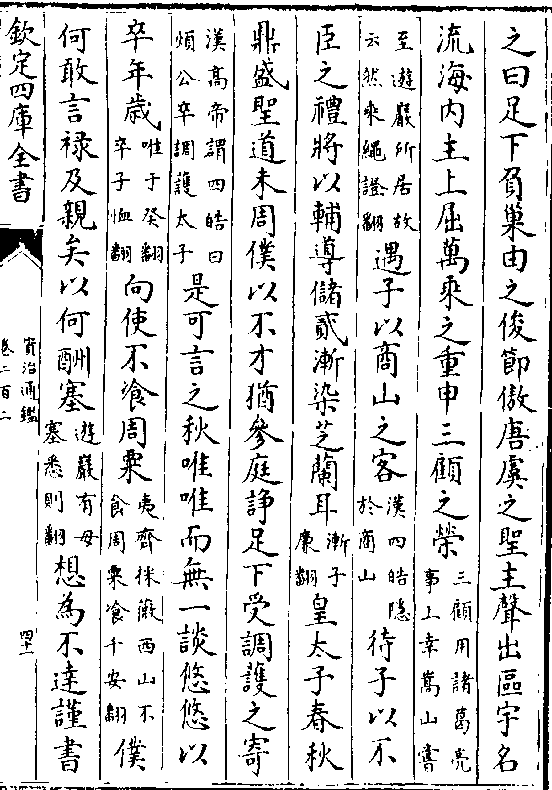 之曰足下負巢由之俊節傲唐虞之聖主聲出區宇名
流海内主上屈萬乘之重申三顧之榮三顧用諸葛亮事上幸嵩山嘗
至遊巖所居故云然乘繩證翻遇子以商山之客漢四皓隐於商山待子以不
臣之禮將以輔導儲貳漸染芝蘭耳漸子亷翻皇太子春秋
鼎盛聖道未周僕以不才猶參庭諍足下受調護之寄
漢髙帝謂四皓曰煩公卒調護太子是可言之秋唯唯而無一談悠悠以
卒年歳唯于癸翻卒子恤翻向使不飡周粟夷齊採薇西山不食周粟飡千安翻僕
何敢言禄及親矣以何酬塞遊巖有母塞悉則翻想為不達謹書
欽定四庫全書
資治通鑑
卷二百二
四十二